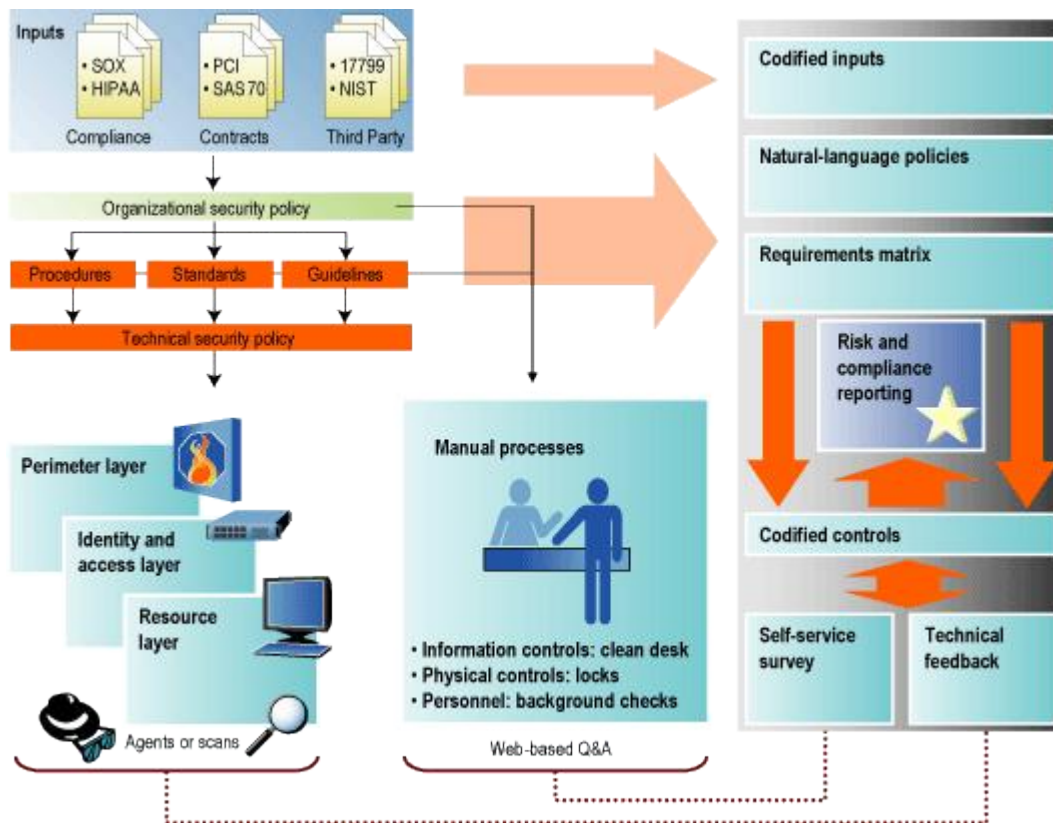 Inputs
• SOX
• HIPAA
Compliance
• PCI
• SAS 70
Contracts
• 17799
• NIST
Third Party
Organizational security policy
Procedures
Standards
Guidelines
Technical security policy
Perimeter layer
Identity and
access layer
Resource
layer
Agents or scans
Manual processes
• Information controls: clean desk
• Physical controls: locks
• Personnel: background checks
Web-based Q&A
Codified inputs
Natural-language policies
Requirements matrix
Risk and
compliance
reporting
Codified controls
Self-service
survey
Technical
feedback